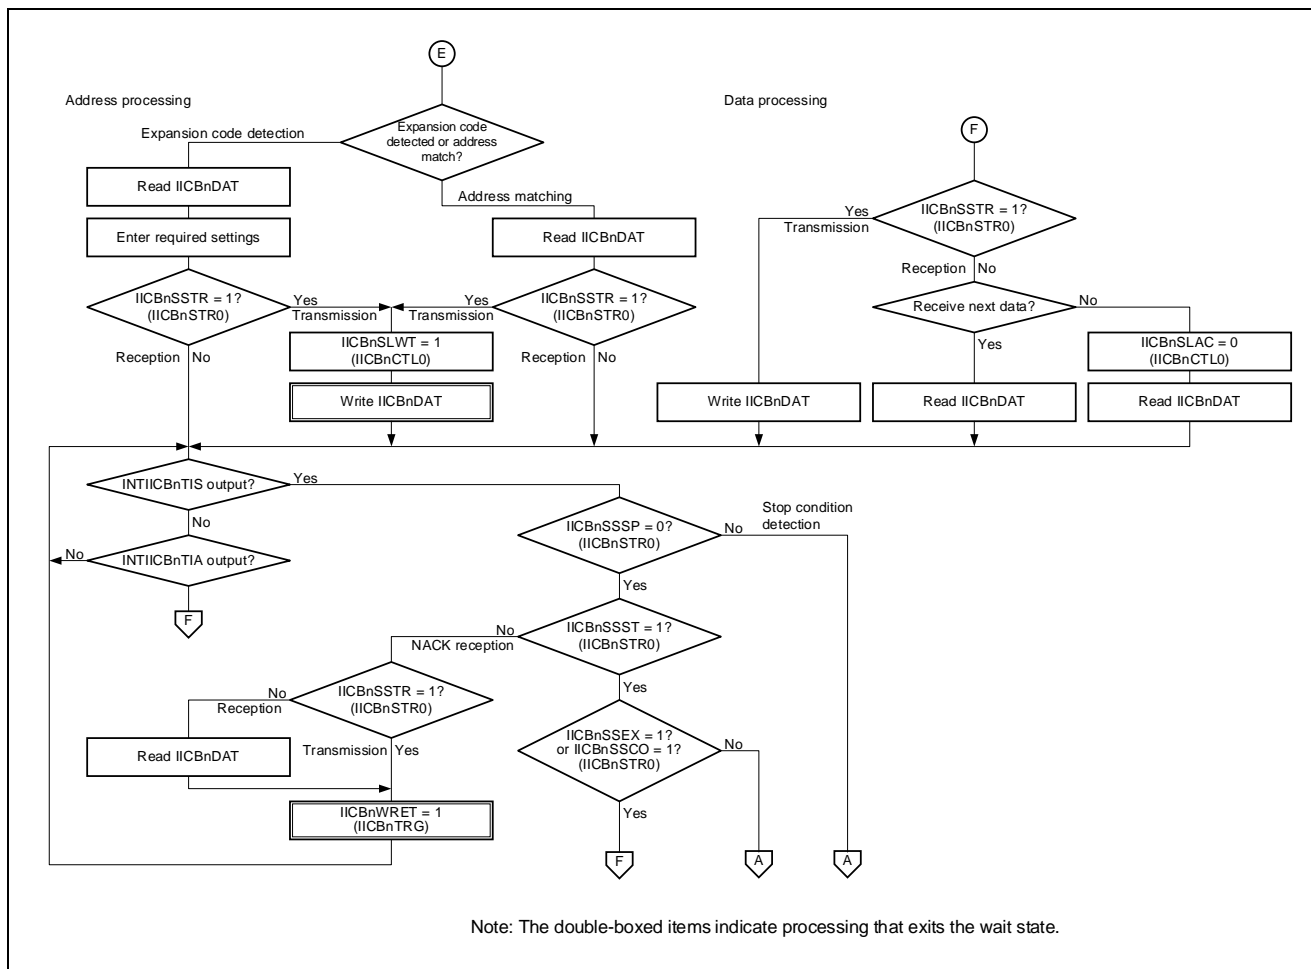 E
Address processing
Data processing
Expansion code detection
Expansion code
detected or address
match?
F
Read IICBnDAT
Address matching
Yes
Transmission
IICBnSSTR = 1?
(IICBnSTR0)
Enter required settings
Read IICBnDAT
Reception
No
IICBnSSTR = 1?
(IICBnSTR0)
Yes
Transmission
Yes
Transmission
IICBnSSTR = 1?
(IICBnSTR0)
Receive next data?
No
Reception
No
IICBnSLWT = 1
(IICBnCTL0)
Reception
No
Yes
IICBnSLAC = 0
(IICBnCTL0)
Write IICBnDAT
Write IICBnDAT
Read IICBnDAT
Read IICBnDAT
INTIICBnTIS output?
Yes
No
IICBnSSSP = 0?
(IICBnSTR0)
No
Stop condition
detection
No
INTIICBnTIA output?
Yes
F
No
NACK reception
IICBnSSST = 1?
(IICBnSTR0)
No
Reception
IICBnSSTR = 1?
(IICBnSTR0)
Yes
Read IICBnDAT
Transmission
Yes
IICBnSSEX = 1?
or IICBnSSCO = 1?
(IICBnSTR0)
No
IICBnWRET = 1
(IICBnTRG)
Yes
F
A
A
Note: The double-boxed items indicate processing that exits the wait state.